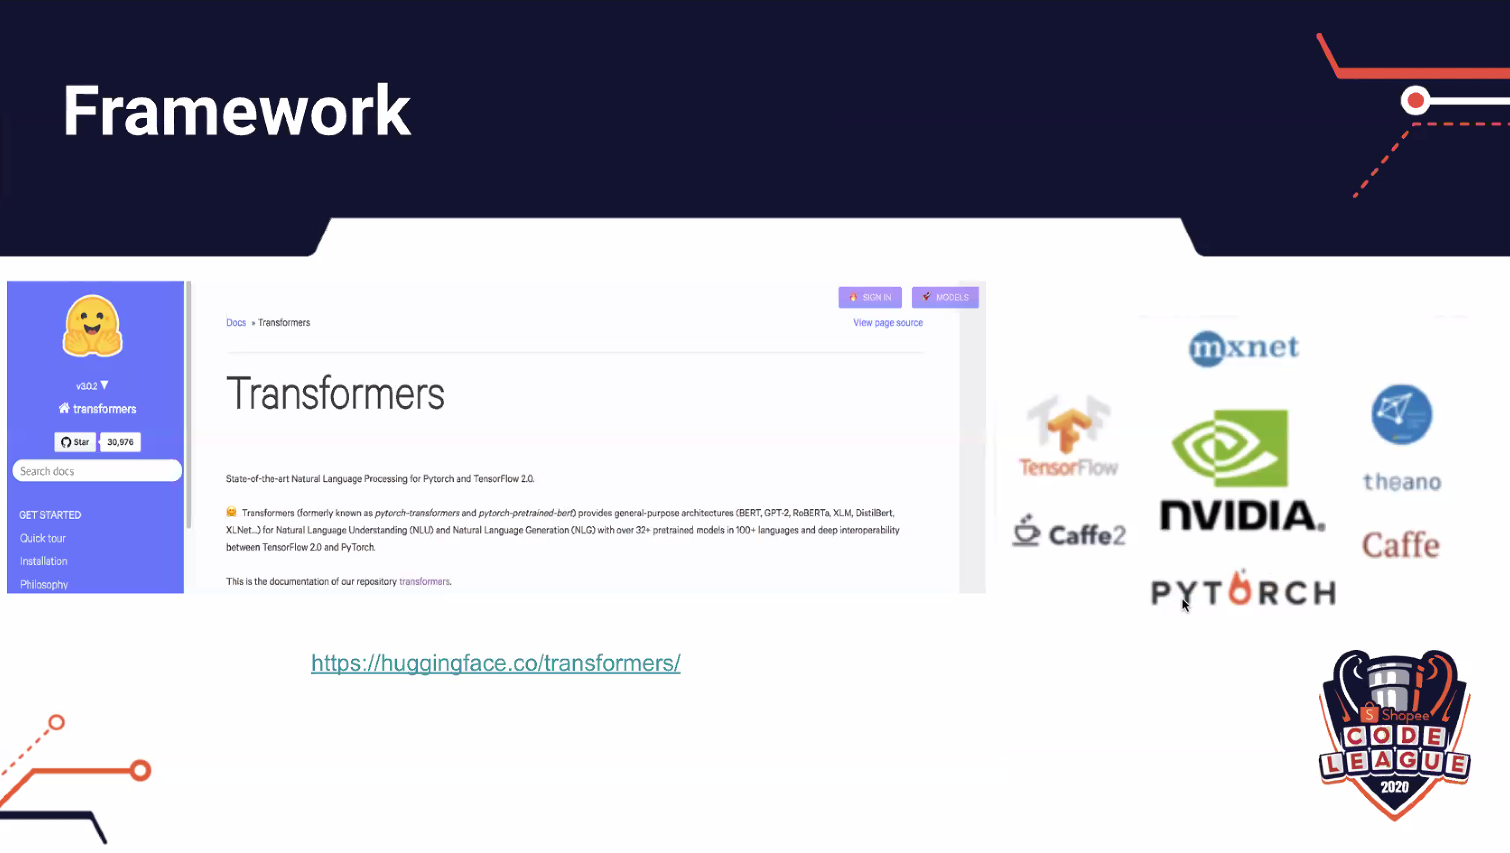 Framework
SIGN IN
MODELS
Docs » Transformers
View page source
v3.0.2
transformers
Star
30,976
Search docs
GET STARTED
Quick tour
Installation
Philosophy
Transformers
State-of-the-art Natural Language Processing for Pytorch and TensorFlow 2.0.
Transformers (formerly known as pytorch-transformers and pytorch-pretrained-bert) provides general-purpose architectures (BERT, GPT-2, RoBERTa, XLM, DistilBert,
XLNet...) for Natural Language Understanding (NLU) and Natural Language Generation (NLG) with over 32+ pretrained models in 100+ languages and deep interoperability
between TensorFlow 2.0 and PyTorch.
This is the documentation of our repository transformers.
mxnet
TensorFlow
theano
NVIDIA.
Caffe2
Caffe
PYTORCH
https://huggingface.co/transformers/
Shopee
CODE
LEAGUE
2020